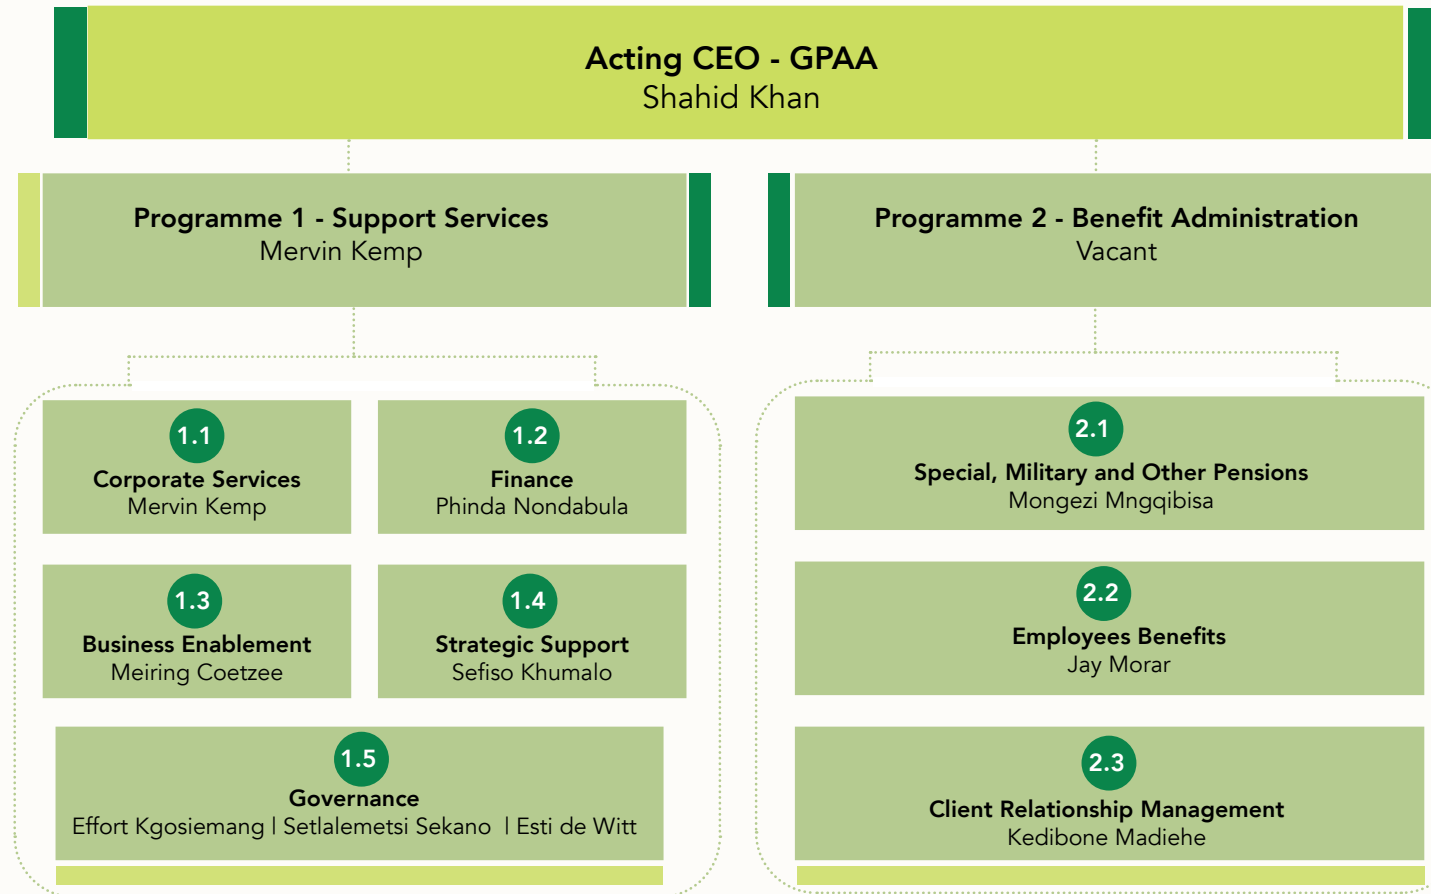 Acting CEO - GPAA
Shahid Khan
Programme 1 - Support Services
Mervin Kemp
Programme 2 - Benefit Administration
Vacant
1.1
Corporate Services
Mervin Kemp
1.2
Finance
Phinda Nondabula
1.3
Business Enablement
Meiring Coetzee
1.4
Strategic Support
Sefiso Khumalo
1.5
Governance
Effort Kgosiemang | Setlalemetsi Sekano | Esti de Witt
2.1
Special, Military and Other Pensions
Mongezi Mngqibisa
2.2
Employees Benefits
Jay Morar
2.3
Client Relationship Management
Kedibone Madiehe